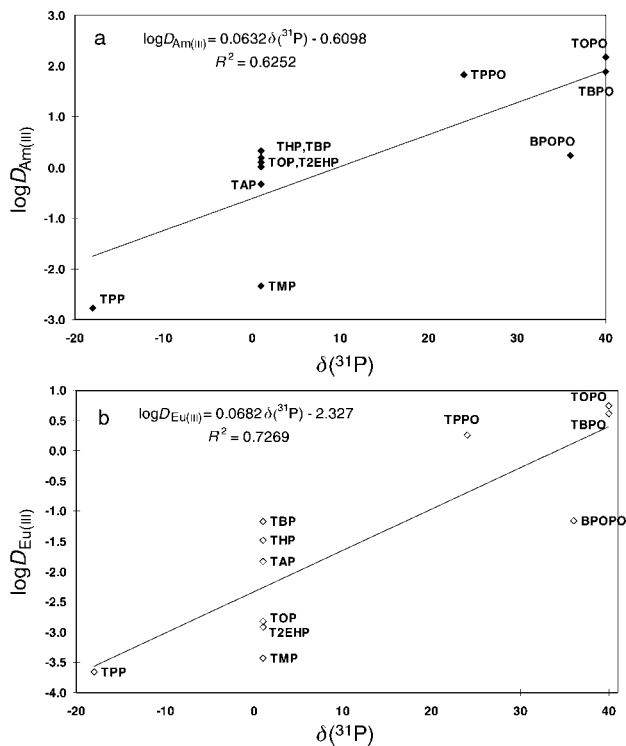 a
logD_Am(III) = 0.0632 δ(³¹P) - 0.6098
R² = 0.6252
3.0
2.0
1.0
0.0
-1.0
-2.0
-3.0
logD_Am(III)
TOPO
TPPO
TBPO
THP,TBP
TOP,T2EHP
BPOPO
TAP
TMP
TPP
-20 -10 0 10 20 30 40
δ(³¹P)
b
logD_Eu(III) = 0.0682 δ(³¹P) - 2.327
R² = 0.7269
1.0
0.5
0.0
-0.5
-1.0
-1.5
-2.0
-2.5
-3.0
-3.5
-4.0
logD_Eu(III)
TOPO
TPPO
TBPO
TBP
BPOPO
THP
TAP
TOP
T2EHP
TMP
TPP
-20 -10 0 10 20 30 40
δ(³¹P)